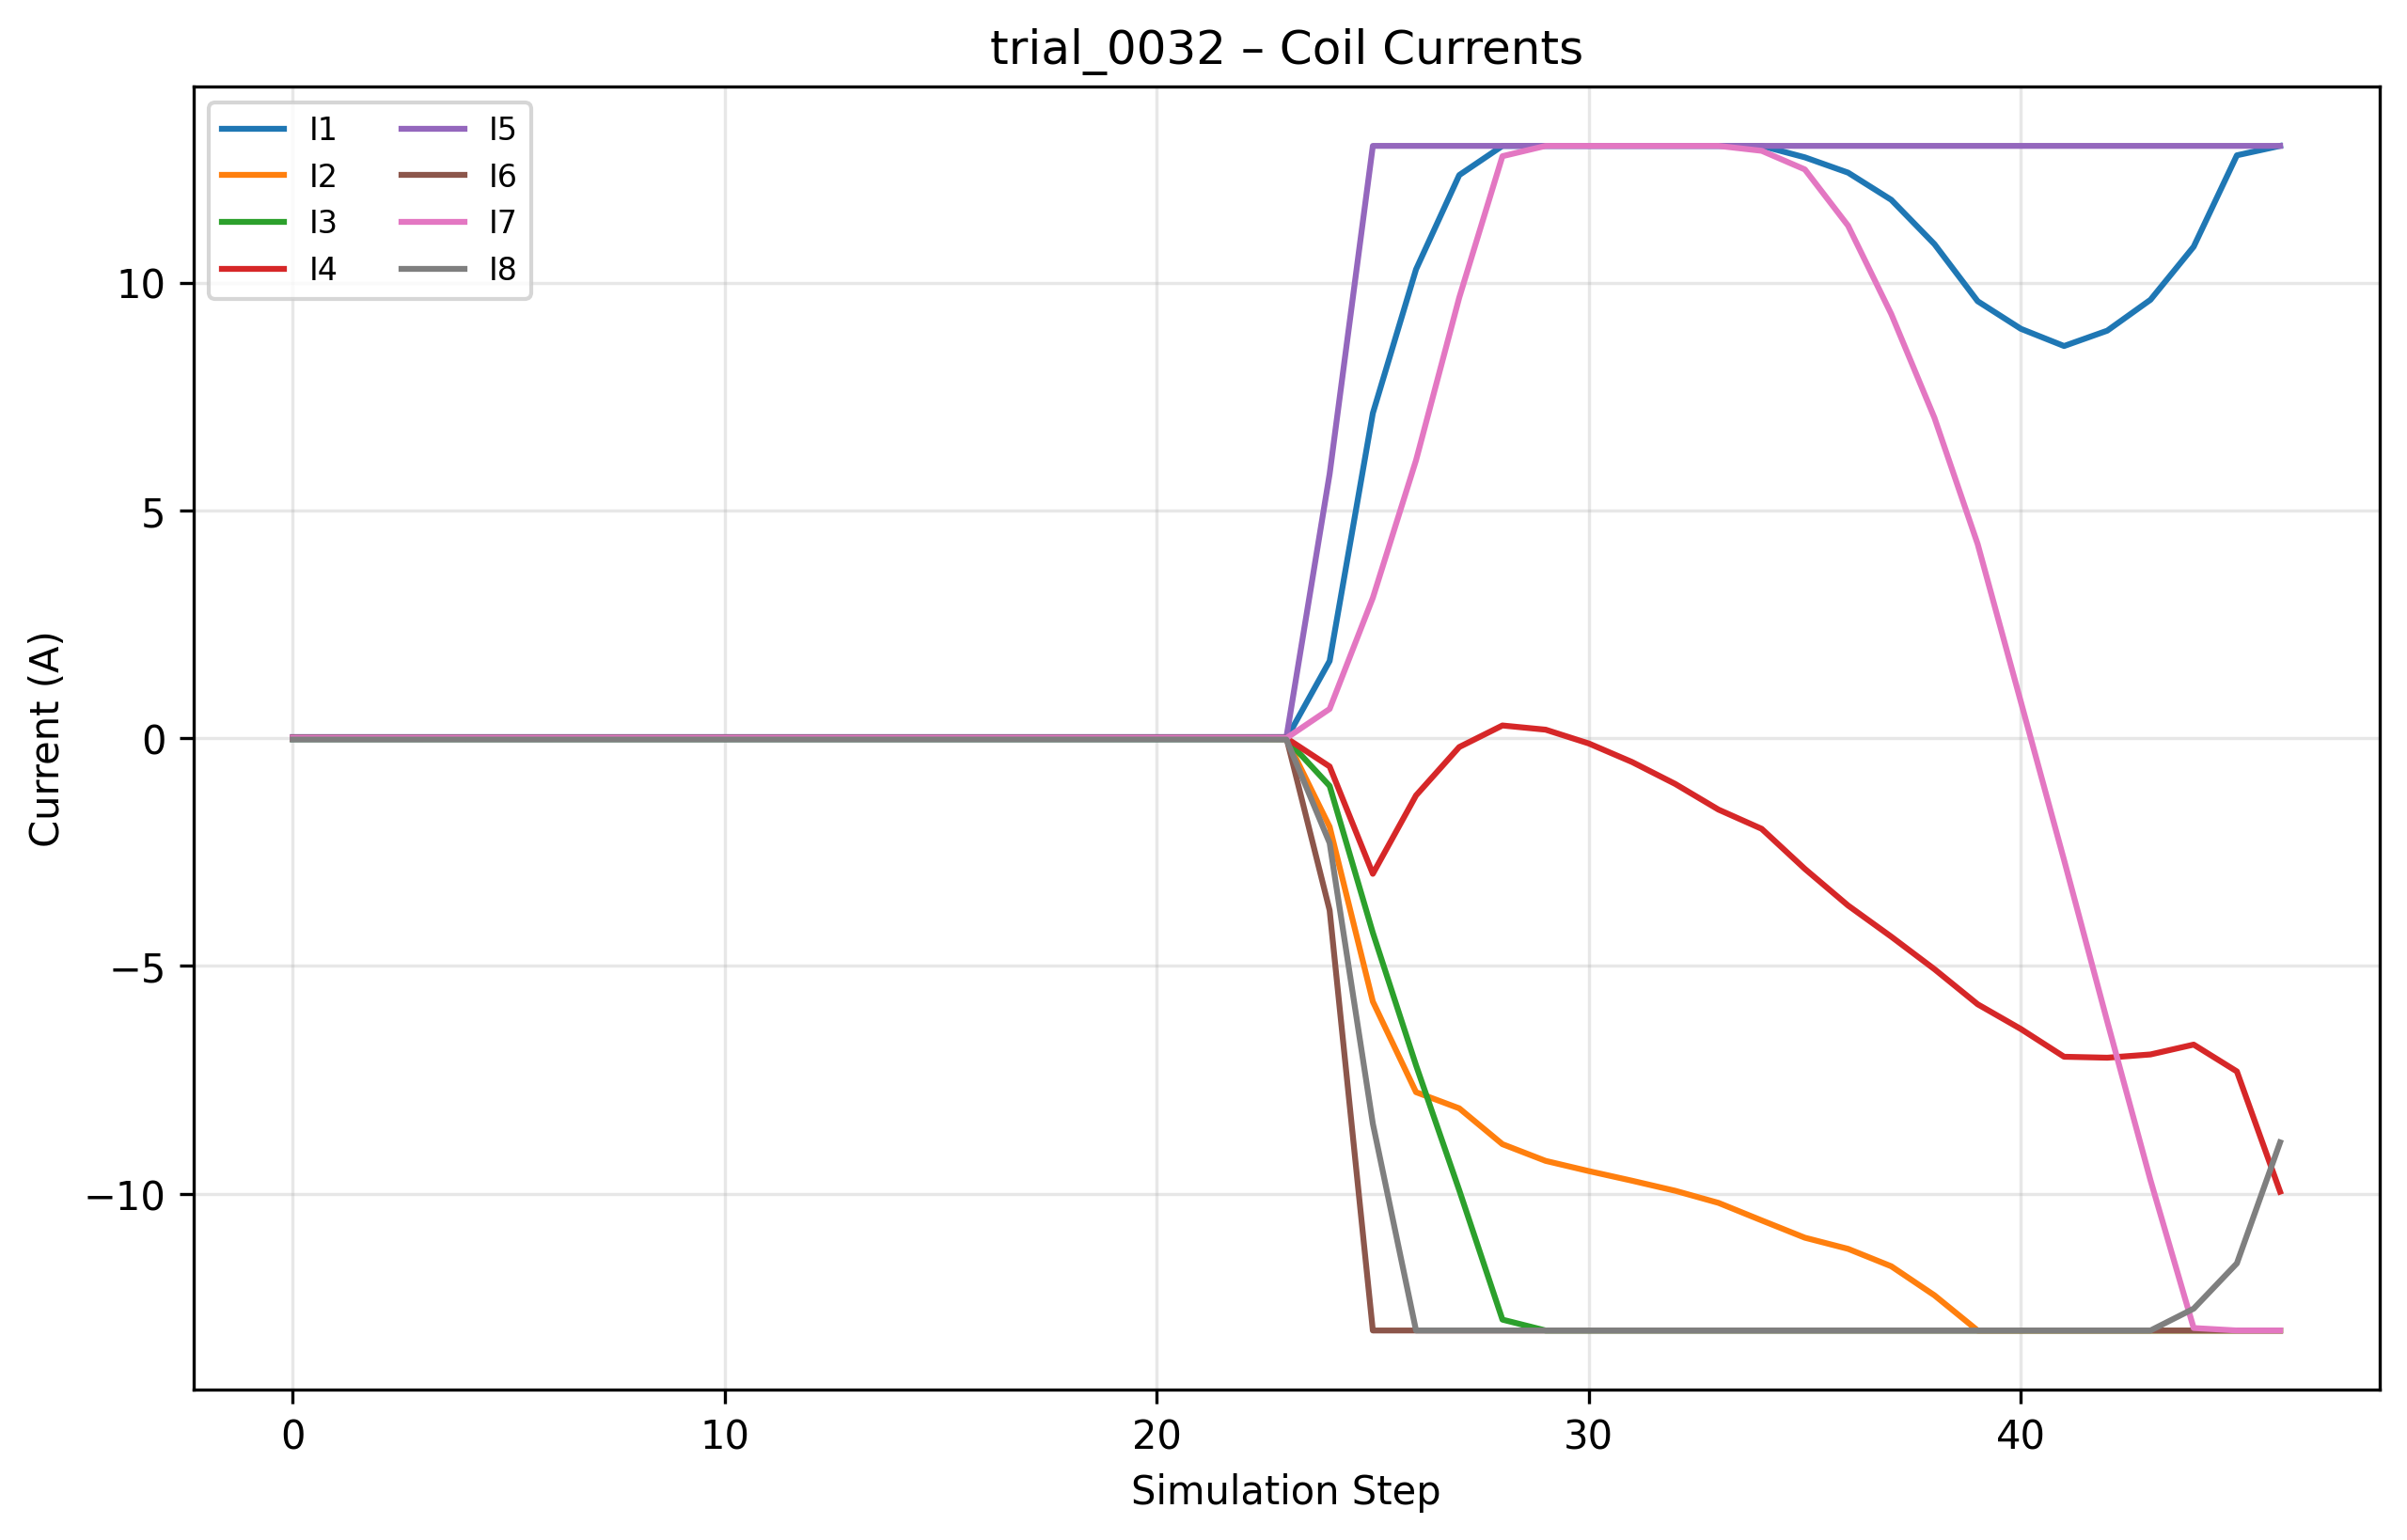 trial_0032 – Coil Currents
I1 I5
I2 I6
I3 I7
I4 I8
10
5
0
−5
−10
Current (A)
0 10 20 30 40
Simulation Step